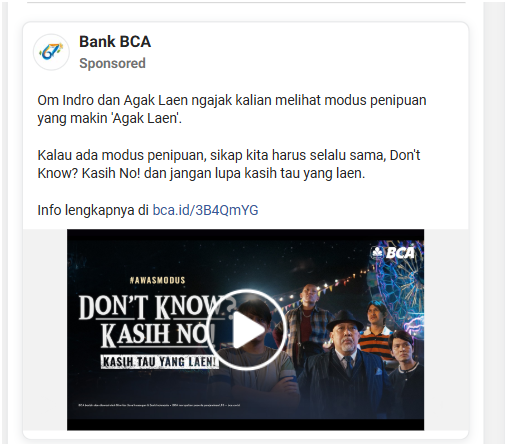 67
Bank BCA
Sponsored
Om Indro dan Agak Laen ngajak kalian melihat modus penipuan
yang makin 'Agak Laen'.
Kalau ada modus penipuan, sikap kita harus selalu sama, Don't
Know? Kasih No! dan jangan lupa kasih tau yang laen.
Info lengkapnya di bca.id/3B4QmYG
BCA
#AWASMODUS
DON'T KNOW?
KASIH NO!
KASIH TAU YANG LAEN!